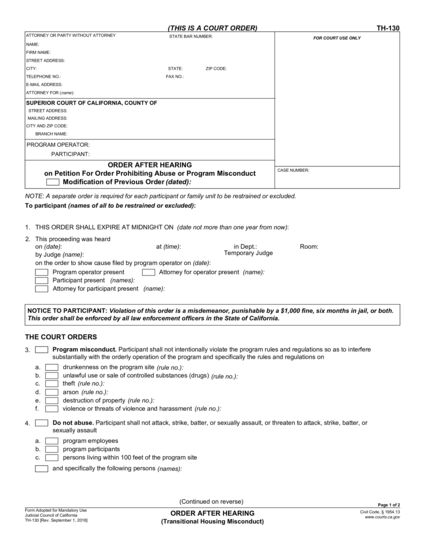 (THIS IS A COURT ORDER) TH-130
ATTORNEY OR PARTY WITHOUT ATTORNEY STATE BAR NUMBER:
FOR COURT USE ONLY
NAME:
FIRM NAME:
STREET ADDRESS:
CITY: STATE: ZIP CODE:
TELEPHONE NO.: FAX NO.:
E-MAIL ADDRESS:
ATTORNEY FOR (name):
SUPERIOR COURT OF CALIFORNIA, COUNTY OF
STREET ADDRESS:
MAILING ADDRESS:
CITY AND ZIP CODE:
BRANCH NAME:
PROGRAM OPERATOR:
PARTICIPANT:
ORDER AFTER HEARING
on Petition For Order Prohibiting Abuse or Program Misconduct
Modification of Previous Order (dated):
CASE NUMBER:
NOTE: A separate order is required for each participant or family unit to be restrained or excluded.
To participant (names of all to be restrained or excluded):
1. THIS ORDER SHALL EXPIRE AT MIDNIGHT ON (date not more than one year from now):
2. This proceeding was heard
on (date): at (time): in Dept.: Room:
by Judge (name): Temporary Judge
on the order to show cause filed by program operator on (date):
Program operator present Attorney for operator present (name):
Participant present (names):
Attorney for participant present (name):
NOTICE TO PARTICIPANT: Violation of this order is a misdemeanor, punishable by a $1,000 fine, six months in jail, or both.
This order shall be enforced by all law enforcement officers in the State of California.
THE COURT ORDERS
3. Program misconduct. Participant shall not intentionally violate the program rules and regulations so as to interfere
substantially with the orderly operation of the program and specifically the rules and regulations on
a. drunkenness on the program site (rule no.):
b. unlawful use or sale of controlled substances (drugs) (rule no.):
c. theft (rule no.):
d. arson (rule no.):
e. destruction of property (rule no.):
f. violence or threats of violence and harassment (rule no.):
4. Do not abuse. Participant shall not attack, strike, batter, or sexually assault, or threaten to attack, strike, batter, or
sexually assault
a. program employees
b. program participants
c. persons living within 100 feet of the program site
and specifically the following persons (names):
(Continued on reverse)
Page 1 of 2
Form Adopted for Mandatory Use
Judicial Council of California
TH-130 [Rev. September 1, 2018]
ORDER AFTER HEARING
(Transitional Housing Misconduct)
Civil Code, § 1954.13
www.courts.ca.gov